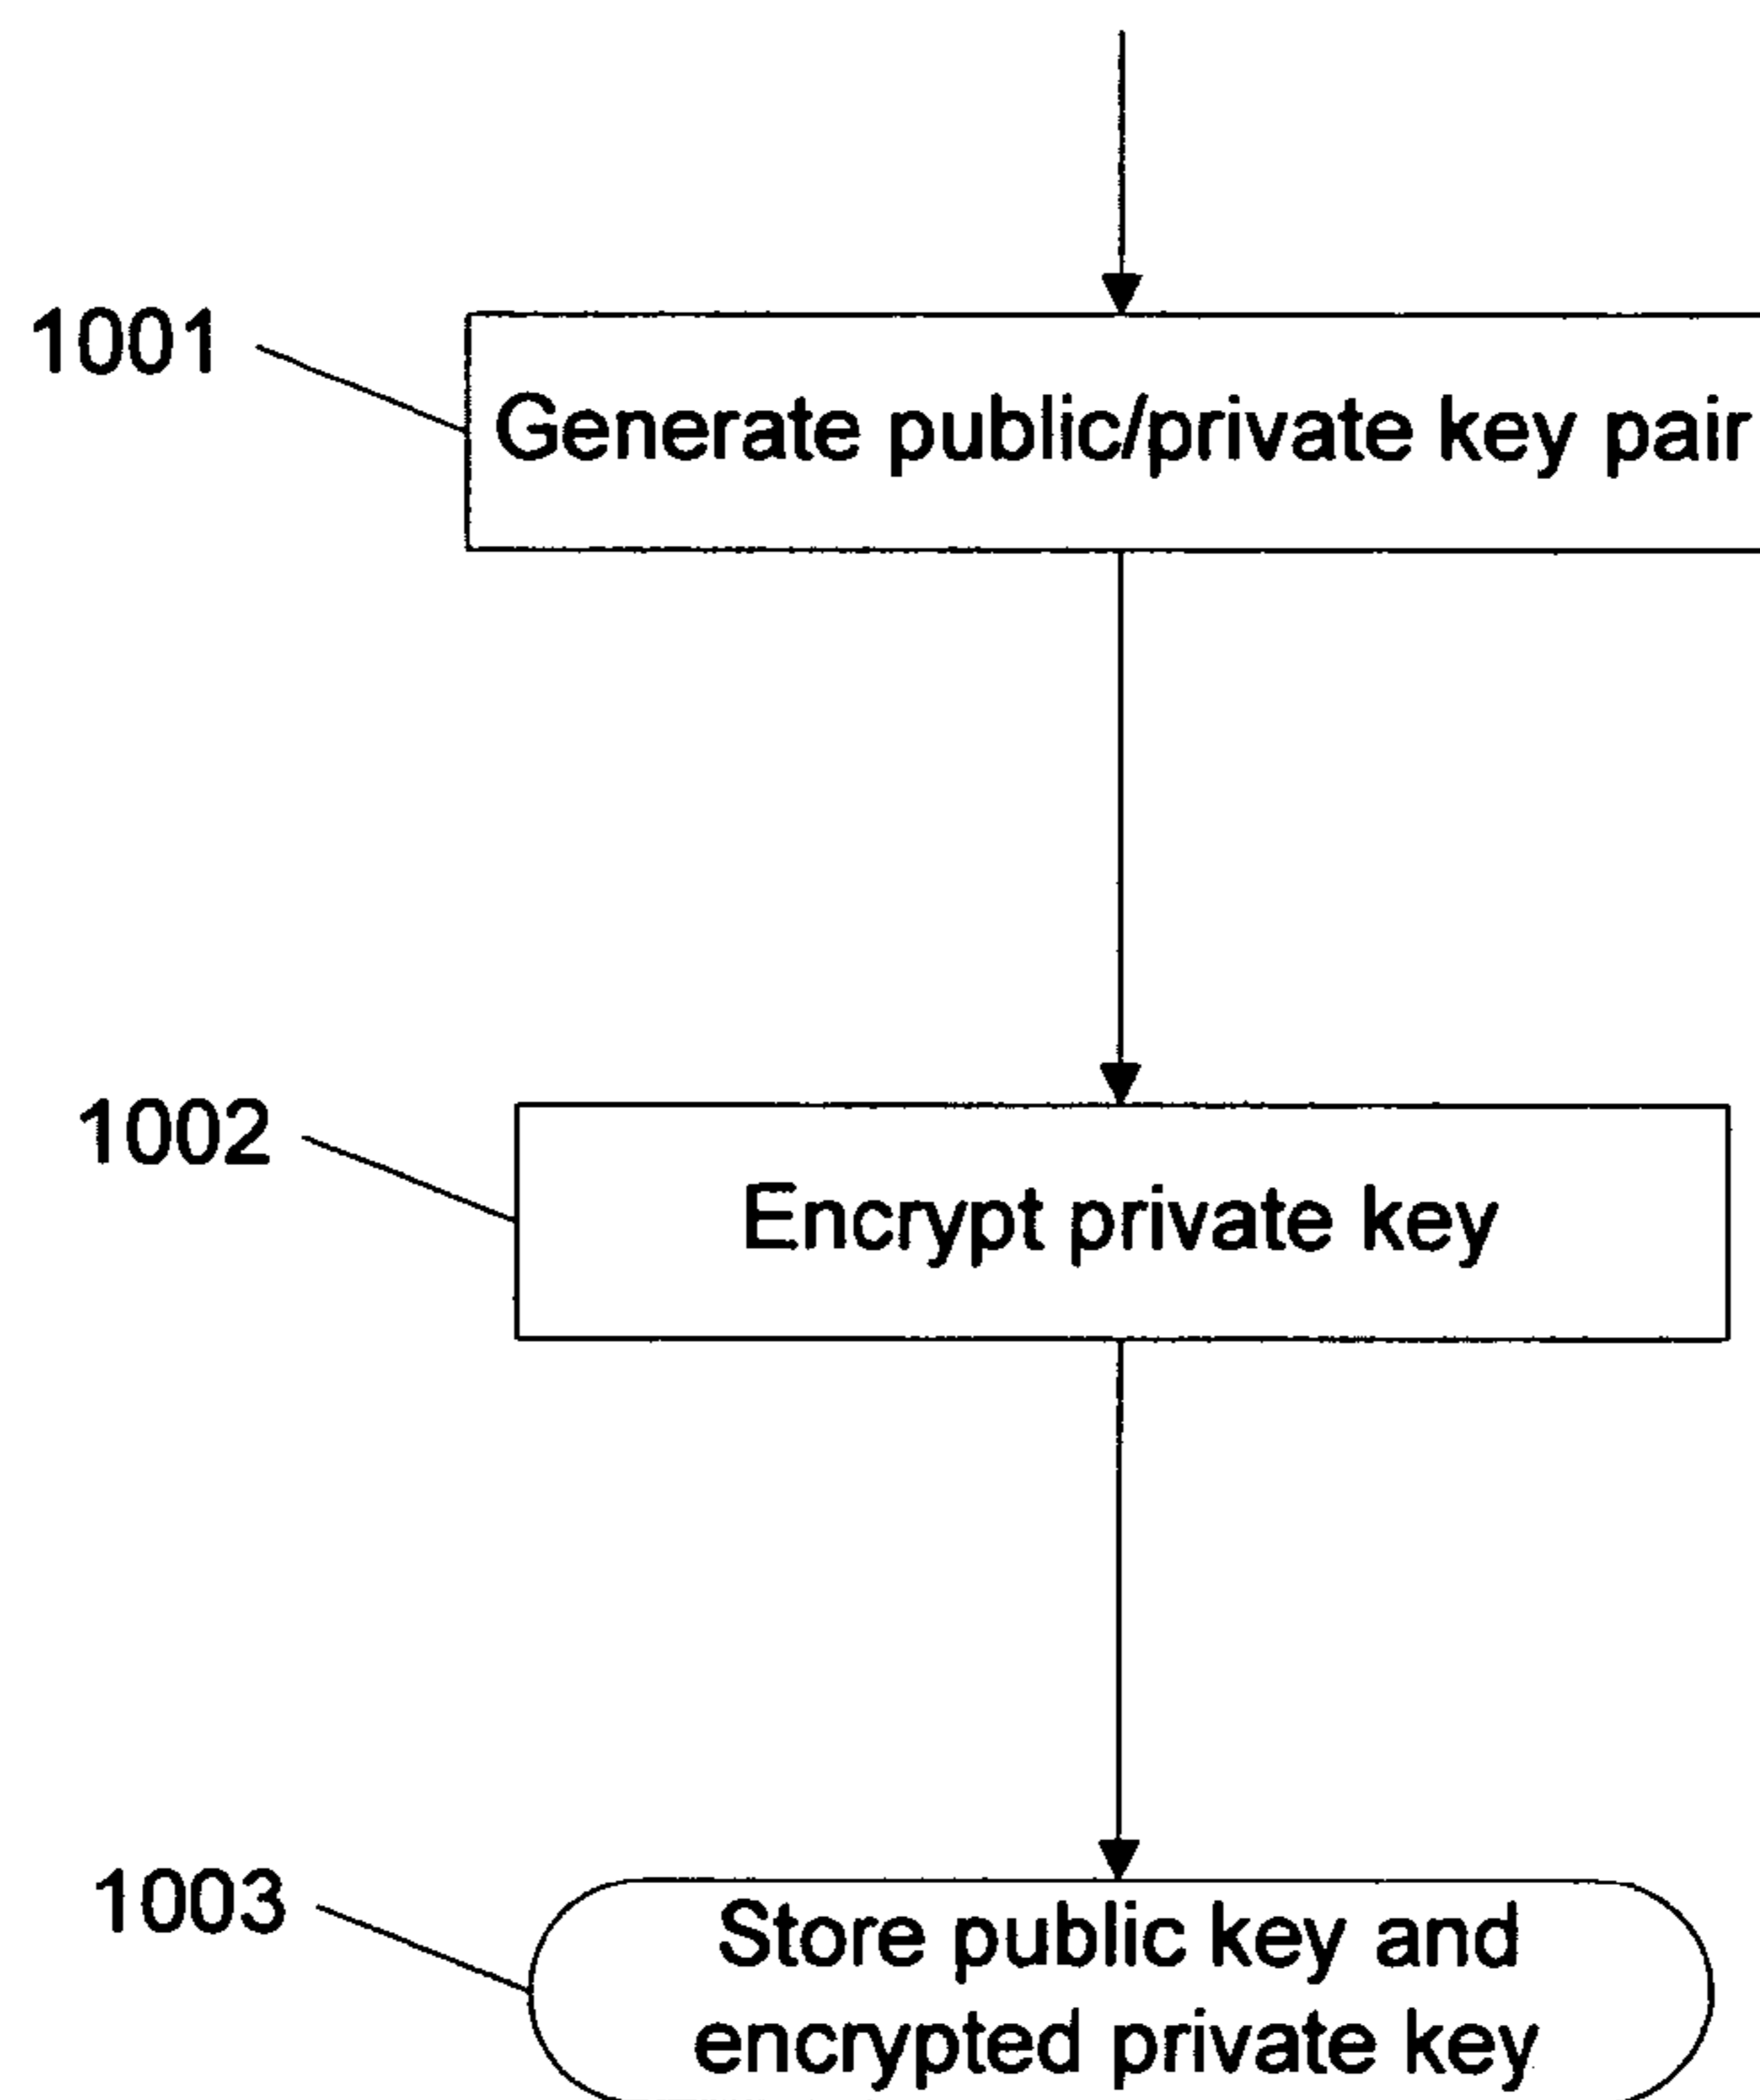 1001
Generate public/private key pair
1002
Encrypt private key
1003
Store public key and
encrypted private key